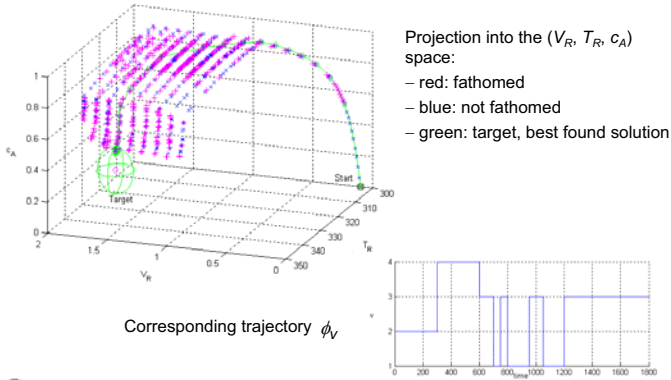 Projection into the (V_R, T_R, c_A)
space:
– red: fathomed
– blue: not fathomed
– green: target, best found solution
1
0.8
0.6
0.4
0.2
0
c_A
2
1.5
1
0.5
0
V_R
350
340
330
320
310
300
T_R
Start
Target
Corresponding trajectory ϕ_V
4
3
2
1
v
0 200 400 600 800 1000 1200 1400 1600 1800
time